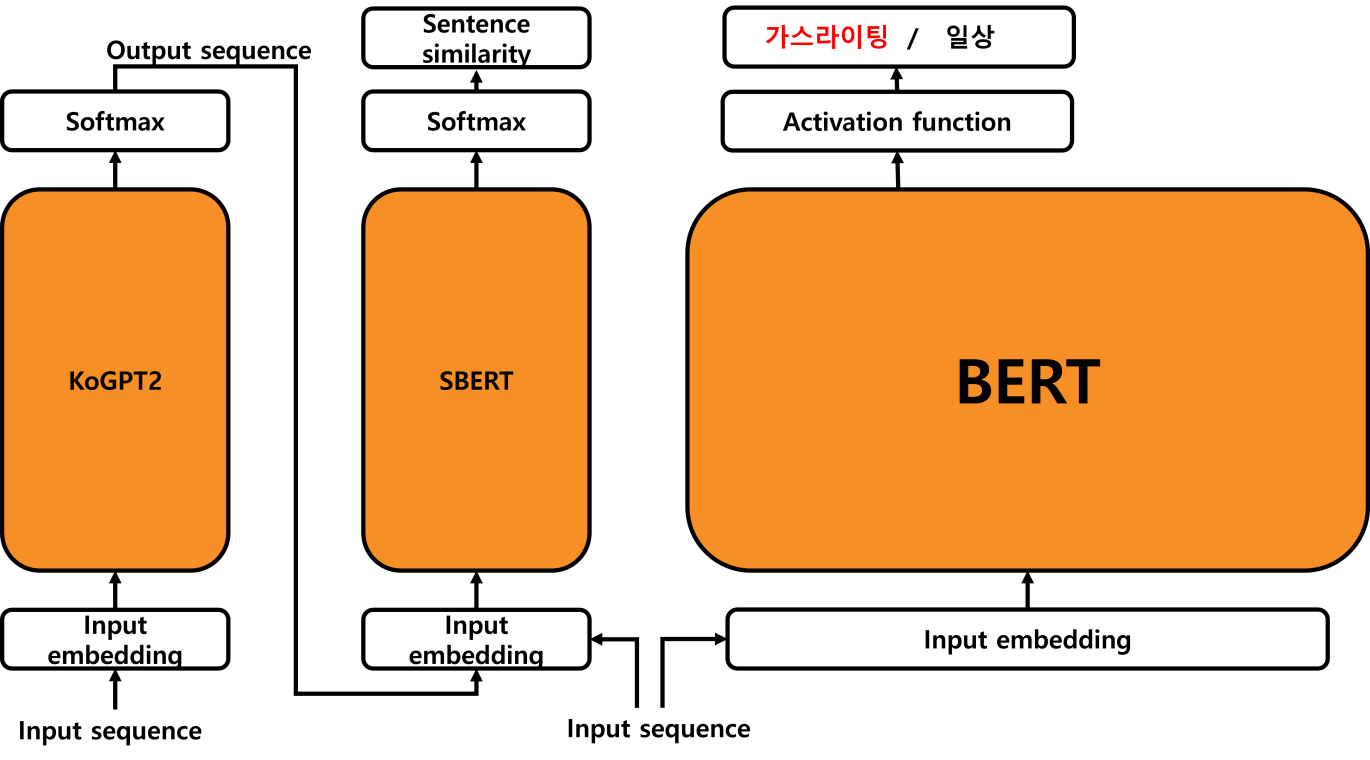 Output sequence
Softmax
KoGPT2
Input
embedding
Input sequence
Sentence
similarity
Softmax
SBERT
Input
embedding
Input sequence
가스라이팅 / 일상
Activation function
BERT
Input embedding